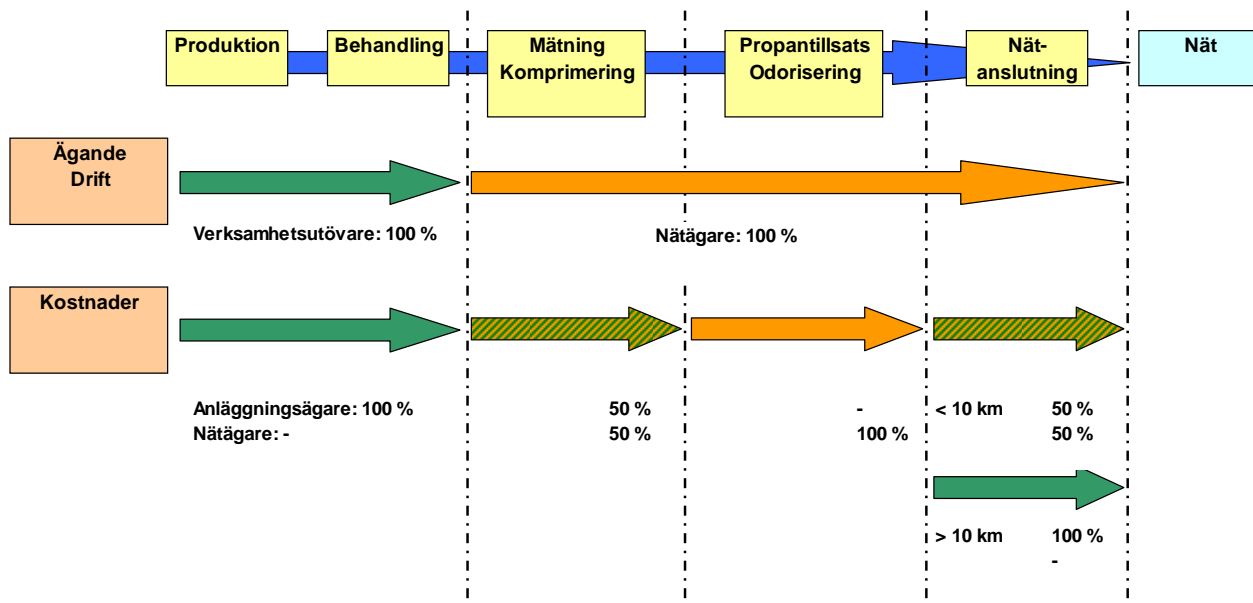 Produktion
Behandling
Mätning
Komprimering
Propantillsats
Odorisering
Nät-
anslutning
Nät
Ägande
Drift
Verksamhetsutövare: 100 %
Nätägare: 100 %
Kostnader
Anläggningsägare: 100 %
50 %
-
< 10 km
50 %
Nätägare: -
50 %
100 %
50 %
> 10 km
100 %
-